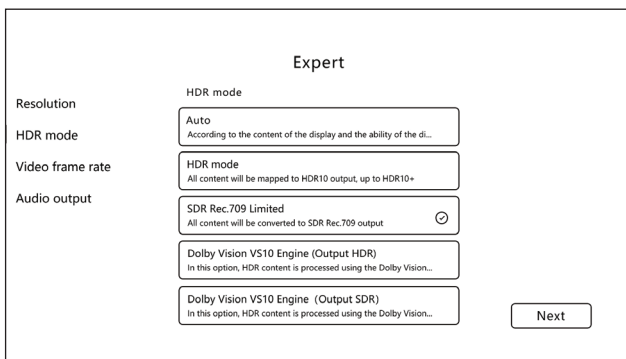 Expert
Resolution
HDR mode
Video frame rate
Audio output
HDR mode
Auto
According to the content of the display and the ability of the di...
HDR mode
All content will be mapped to HDR10 output, up to HDR10+
SDR Rec.709 Limited
All content will be converted to SDR Rec.709 output
Dolby Vision VS10 Engine (Output HDR)
In this option, HDR content is processed using the Dolby Vision...
Dolby Vision VS10 Engine (Output SDR)
In this option, HDR content is processed using the Dolby Vision...
Next